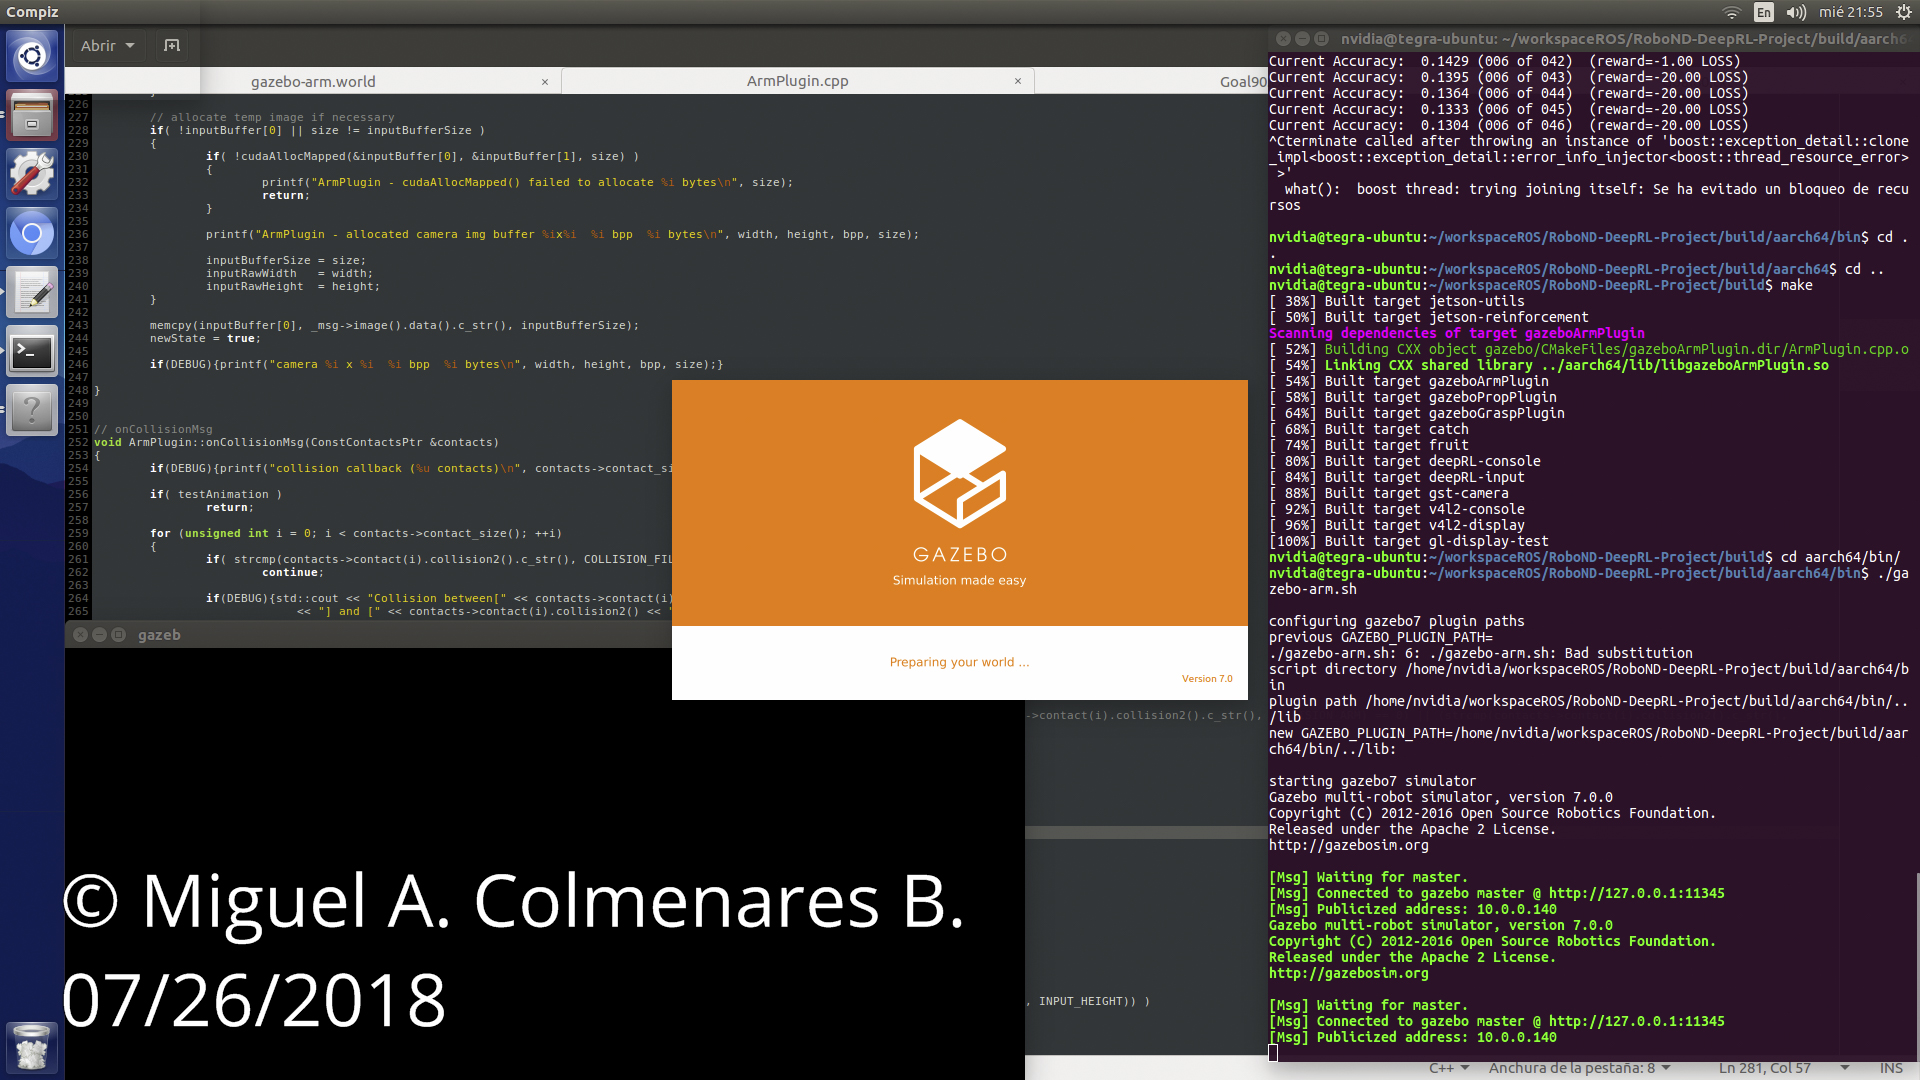 Compiz
En
mié 21:55
Abrir
gazebo-arm.world ×
ArmPlugin.cpp ×
Goal90
226
227 // allocate temp image if necessary
228 if( !inputBuffer[0] || size != inputBufferSize )
229 {
230 if( !cudaAllocMapped(&inputBuffer[0], &inputBuffer[1], size) )
231 {
232 printf("ArmPlugin - cudaAllocMapped() failed to allocate %i bytes\n", size);
233 return;
234 }
235
236 printf("ArmPlugin - allocated camera img buffer %ix%i  %i bpp  %i bytes\n", width, height, bpp, size);
237
238 inputBufferSize = size;
239 inputRawWidth   = width;
240 inputRawHeight  = height;
241 }
242
243 memcpy(inputBuffer[0], _msg->image().data().c_str(), inputBufferSize);
244 newState = true;
245
246 if(DEBUG){printf("camera %i x %i  %i bpp  %i bytes\n", width, height, bpp, size);}
247
248 }
249
250
251 // onCollisionMsg
252 void ArmPlugin::onCollisionMsg(ConstContactsPtr &contacts)
253 {
254 if(DEBUG){printf("collision callback (%u contacts)\n", contacts->contact_si
255
256 if( testAnimation )
257 return;
258
259 for (unsigned int i = 0; i < contacts->contact_size(); ++i)
260 {
261 if( strcmp(contacts->contact(i).collision2().c_str(), COLLISION_FIL
262 continue;
263
264 if(DEBUG){std::cout << "Collision between[" << contacts->contact(i)
265 << "] and [" << contacts->contact(i).collision2() << "
gazeb
GAZEBO
Simulation made easy
Preparing your world ...
Version 7.0
->contact(i).collision2().c_str(),
, INPUT_HEIGHT)) )
© Miguel A. Colmenares B.
07/26/2018
nvidia@tegra-ubuntu: ~/workspaceROS/RoboND-DeepRL-Project/build/aarch6
Current Accuracy:  0.1429 (006 of 042)  (reward=-1.00 LOSS)
Current Accuracy:  0.1395 (006 of 043)  (reward=-20.00 LOSS)
Current Accuracy:  0.1364 (006 of 044)  (reward=-20.00 LOSS)
Current Accuracy:  0.1333 (006 of 045)  (reward=-20.00 LOSS)
Current Accuracy:  0.1304 (006 of 046)  (reward=-20.00 LOSS)
^Cterminate called after throwing an instance of 'boost::exception_detail::clone
_impl<boost::exception_detail::error_info_injector<boost::thread_resource_error>
 >'
  what():  boost thread: trying joining itself: Se ha evitado un bloqueo de recu
rsos
nvidia@tegra-ubuntu:~/workspaceROS/RoboND-DeepRL-Project/build/aarch64/bin$ cd .
.
nvidia@tegra-ubuntu:~/workspaceROS/RoboND-DeepRL-Project/build/aarch64$ cd ..
nvidia@tegra-ubuntu:~/workspaceROS/RoboND-DeepRL-Project/build$ make
[ 38%] Built target jetson-utils
[ 50%] Built target jetson-reinforcement
Scanning dependencies of target gazeboArmPlugin
[ 52%] Building CXX object gazebo/CMakeFiles/gazeboArmPlugin.dir/ArmPlugin.cpp.o
[ 54%] Linking CXX shared library ../aarch64/lib/libgazeboArmPlugin.so
[ 54%] Built target gazeboArmPlugin
[ 58%] Built target gazeboPropPlugin
[ 64%] Built target gazeboGraspPlugin
[ 68%] Built target catch
[ 74%] Built target fruit
[ 80%] Built target deepRL-console
[ 84%] Built target deepRL-input
[ 88%] Built target gst-camera
[ 92%] Built target v4l2-console
[ 96%] Built target v4l2-display
[100%] Built target gl-display-test
nvidia@tegra-ubuntu:~/workspaceROS/RoboND-DeepRL-Project/build$ cd aarch64/bin/
nvidia@tegra-ubuntu:~/workspaceROS/RoboND-DeepRL-Project/build/aarch64/bin$ ./ga
zebo-arm.sh
configuring gazebo7 plugin paths
previous GAZEBO_PLUGIN_PATH=
./gazebo-arm.sh: 6: ./gazebo-arm.sh: Bad substitution
script directory /home/nvidia/workspaceROS/RoboND-DeepRL-Project/build/aarch64/b
in
plugin path /home/nvidia/workspaceROS/RoboND-DeepRL-Project/build/aarch64/bin/..
/lib
new GAZEBO_PLUGIN_PATH=/home/nvidia/workspaceROS/RoboND-DeepRL-Project/build/aar
ch64/bin/../lib:
starting gazebo7 simulator
Gazebo multi-robot simulator, version 7.0.0
Copyright (C) 2012-2016 Open Source Robotics Foundation.
Released under the Apache 2 License.
http://gazebosim.org
[Msg] Waiting for master.
[Msg] Connected to gazebo master @ http://127.0.0.1:11345
[Msg] Publicized address: 10.0.0.140
Gazebo multi-robot simulator, version 7.0.0
Copyright (C) 2012-2016 Open Source Robotics Foundation.
Released under the Apache 2 License.
http://gazebosim.org
[Msg] Waiting for master.
[Msg] Connected to gazebo master @ http://127.0.0.1:11345
[Msg] Publicized address: 10.0.0.140
C++
Anchura de la pestaña: 8
Ln 281, Col 57
INS